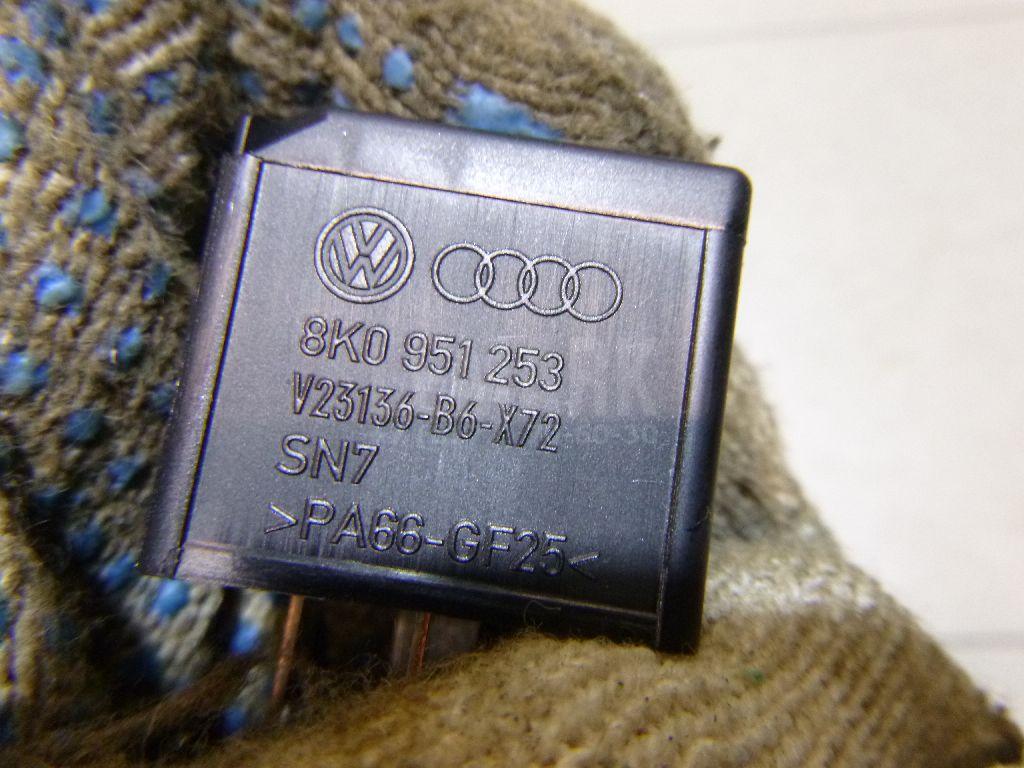 8K0 951 253
V23136-B6-X72
SN7
>PA66-GF25<